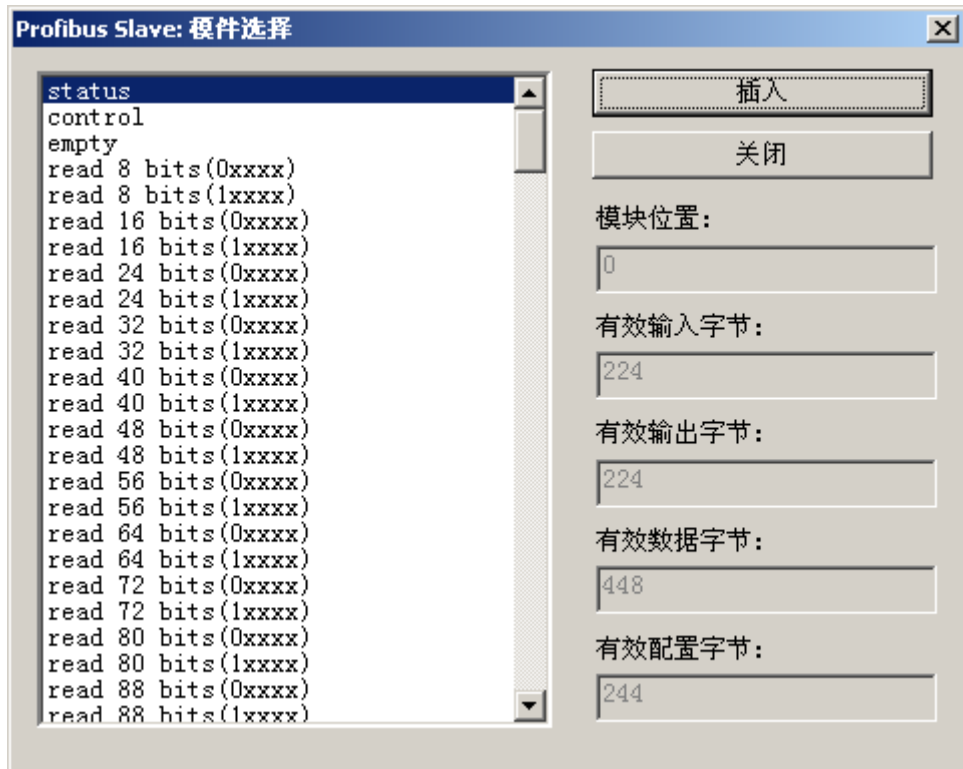 Profibus Slave: 模件选择
status
control
empty
read 8 bits(0xxxx)
read 8 bits(1xxxx)
read 16 bits(0xxxx)
read 16 bits(1xxxx)
read 24 bits(0xxxx)
read 24 bits(1xxxx)
read 32 bits(0xxxx)
read 32 bits(1xxxx)
read 40 bits(0xxxx)
read 40 bits(1xxxx)
read 48 bits(0xxxx)
read 48 bits(1xxxx)
read 56 bits(0xxxx)
read 56 bits(1xxxx)
read 64 bits(0xxxx)
read 64 bits(1xxxx)
read 72 bits(0xxxx)
read 72 bits(1xxxx)
read 80 bits(0xxxx)
read 80 bits(1xxxx)
read 88 bits(0xxxx)
read 88 bits(1xxxx)
插入
关闭
模块位置:
0
有效输入字节:
224
有效输出字节:
224
有效数据字节:
448
有效配置字节:
244